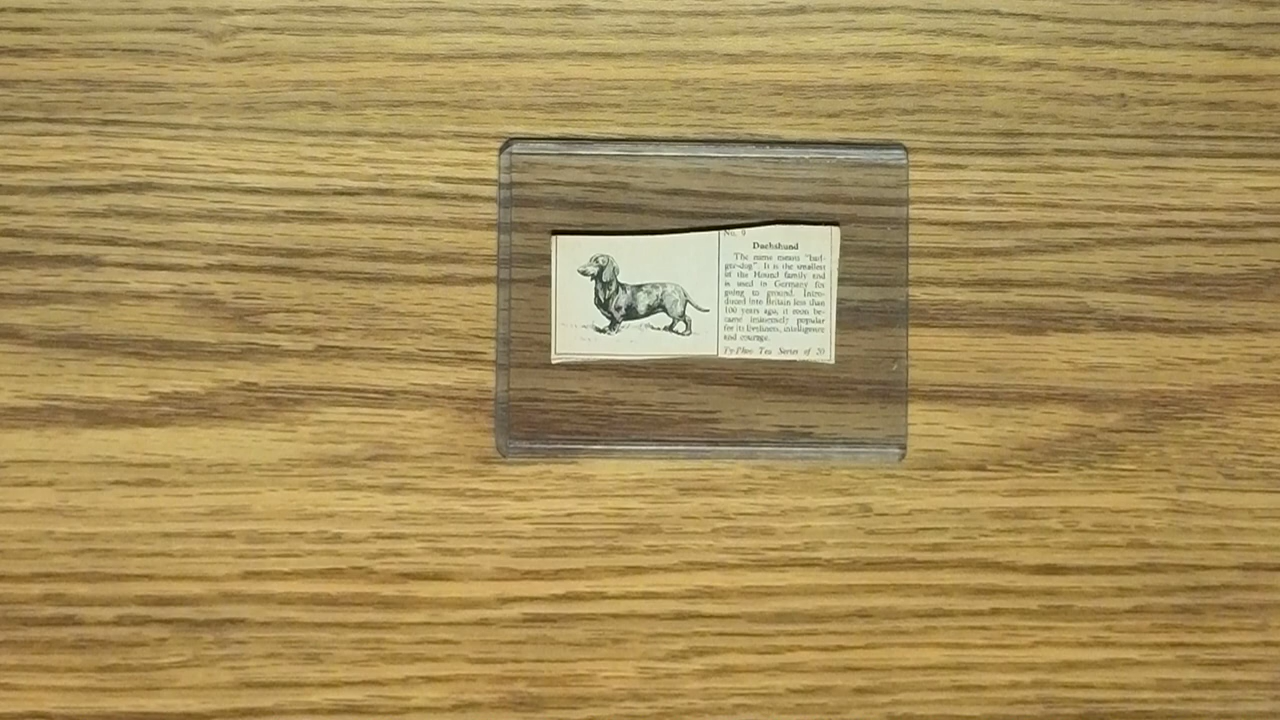 No. 9
Dachshund
The name means "bad-
ger-dog". It is the smallest
of the Hound family and
is used in Germany for
going to ground. Intro-
duced into Britain less than
100 years ago, it soon be-
came immensely popular
for its liveliness, intelligence
and courage.
Ty-Phoo Tea Series of 20